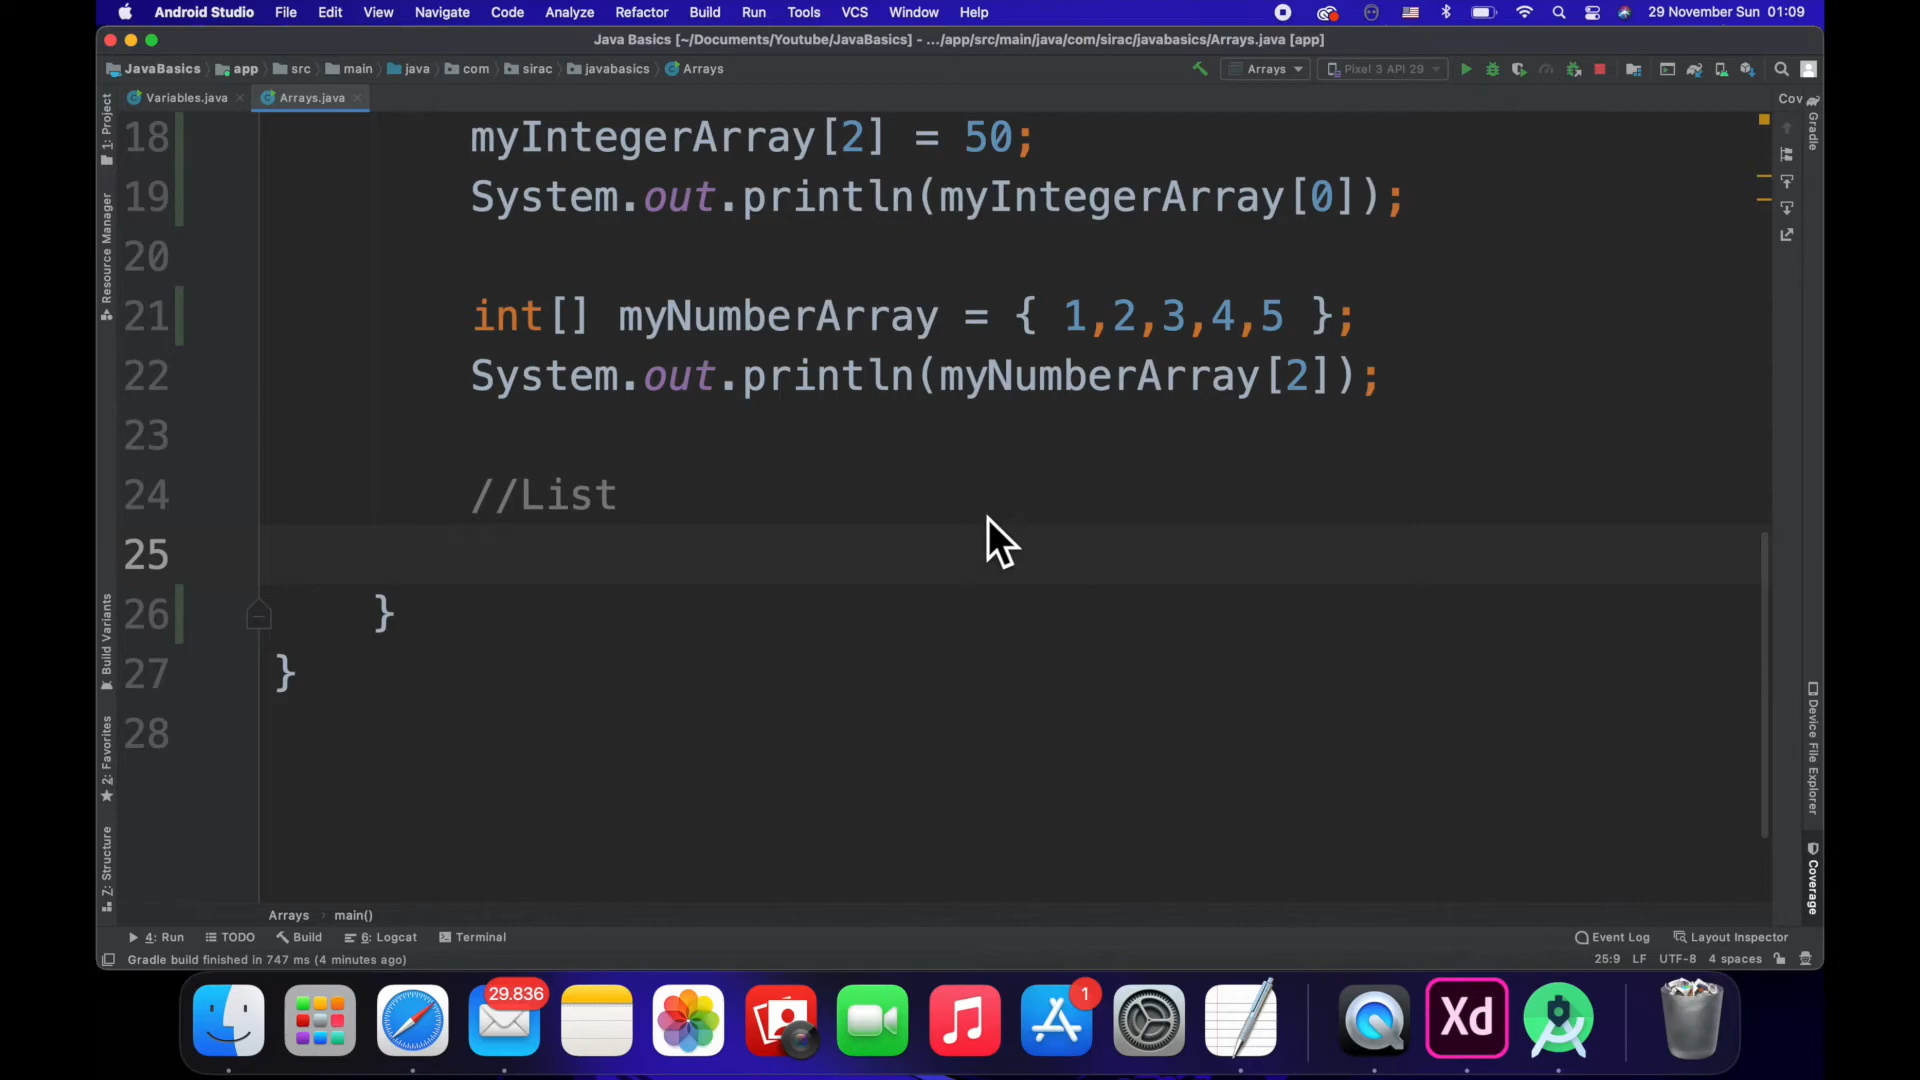 Android Studio File Edit View Navigate Code Analyze Refactor Build Run Tools VCS Window Help 29 November Sun 01:09
Java Basics [~/Documents/Youtube/JavaBasics] - .../app/src/main/java/com/sirac/javabasics/Arrays.java [app]
JavaBasics app src main java com sirac javabasics Arrays Arrays Pixel 3 API 29
Variables.java Arrays.java Cov
1: Project
Resource Manager
Build Variants
2: Favorites
Z: Structure
18 myIntegerArray[2] = 50;
19 System.out.println(myIntegerArray[0]);
20
21 int[] myNumberArray = { 1,2,3,4,5 };
22 System.out.println(myNumberArray[2]);
23
24 //List
25
26 }
27 }
28
Gradle
Device File Explorer
Coverage
Arrays main()
4: Run TODO Build 6: Logcat Terminal Event Log Layout Inspector
Gradle build finished in 747 ms (4 minutes ago) 25:9 LF UTF-8 4 spaces
29.836
1
Xd